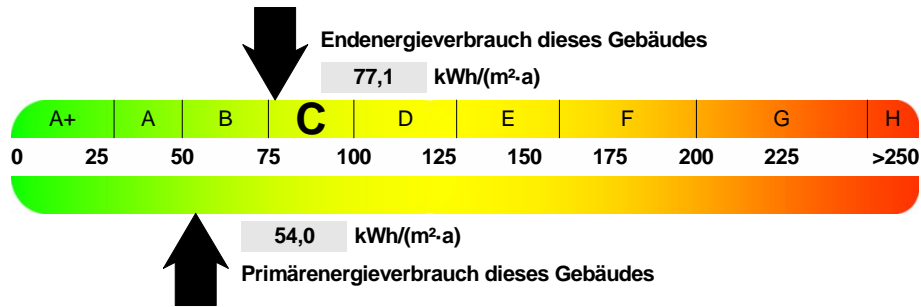 Endenergieverbrauch dieses Gebäudes
77,1 kWh/(m²·a)
A+ A B C D E F G H
0 25 50 75 100 125 150 175 200 225 >250
54,0 kWh/(m²·a)
Primärenergieverbrauch dieses Gebäudes